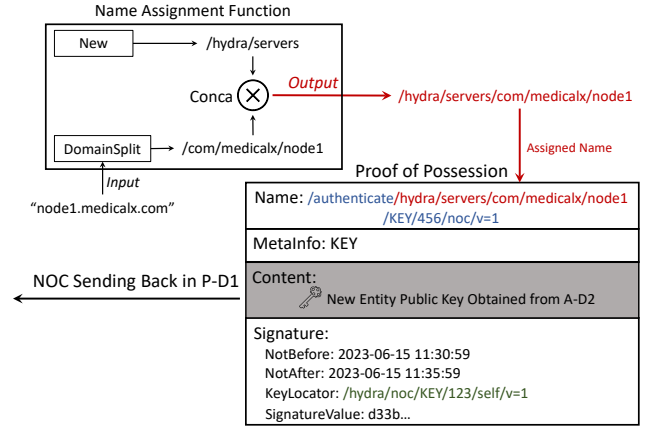 Name Assignment Function
New
/hydra/servers
Conca
Output
/hydra/servers/com/medicalx/node1
DomainSplit
/com/medicalx/node1
Assigned Name
Input
"node1.medicalx.com"
Proof of Possession
Name: /authenticate/hydra/servers/com/medicalx/node1
/KEY/456/noc/v=1
MetaInfo: KEY
NOC Sending Back in P-D1
Content:
New Entity Public Key Obtained from A-D2
Signature:
NotBefore: 2023-06-15 11:30:59
NotAfter: 2023-06-15 11:35:59
KeyLocator: /hydra/noc/KEY/123/self/v=1
SignatureValue: d33b...